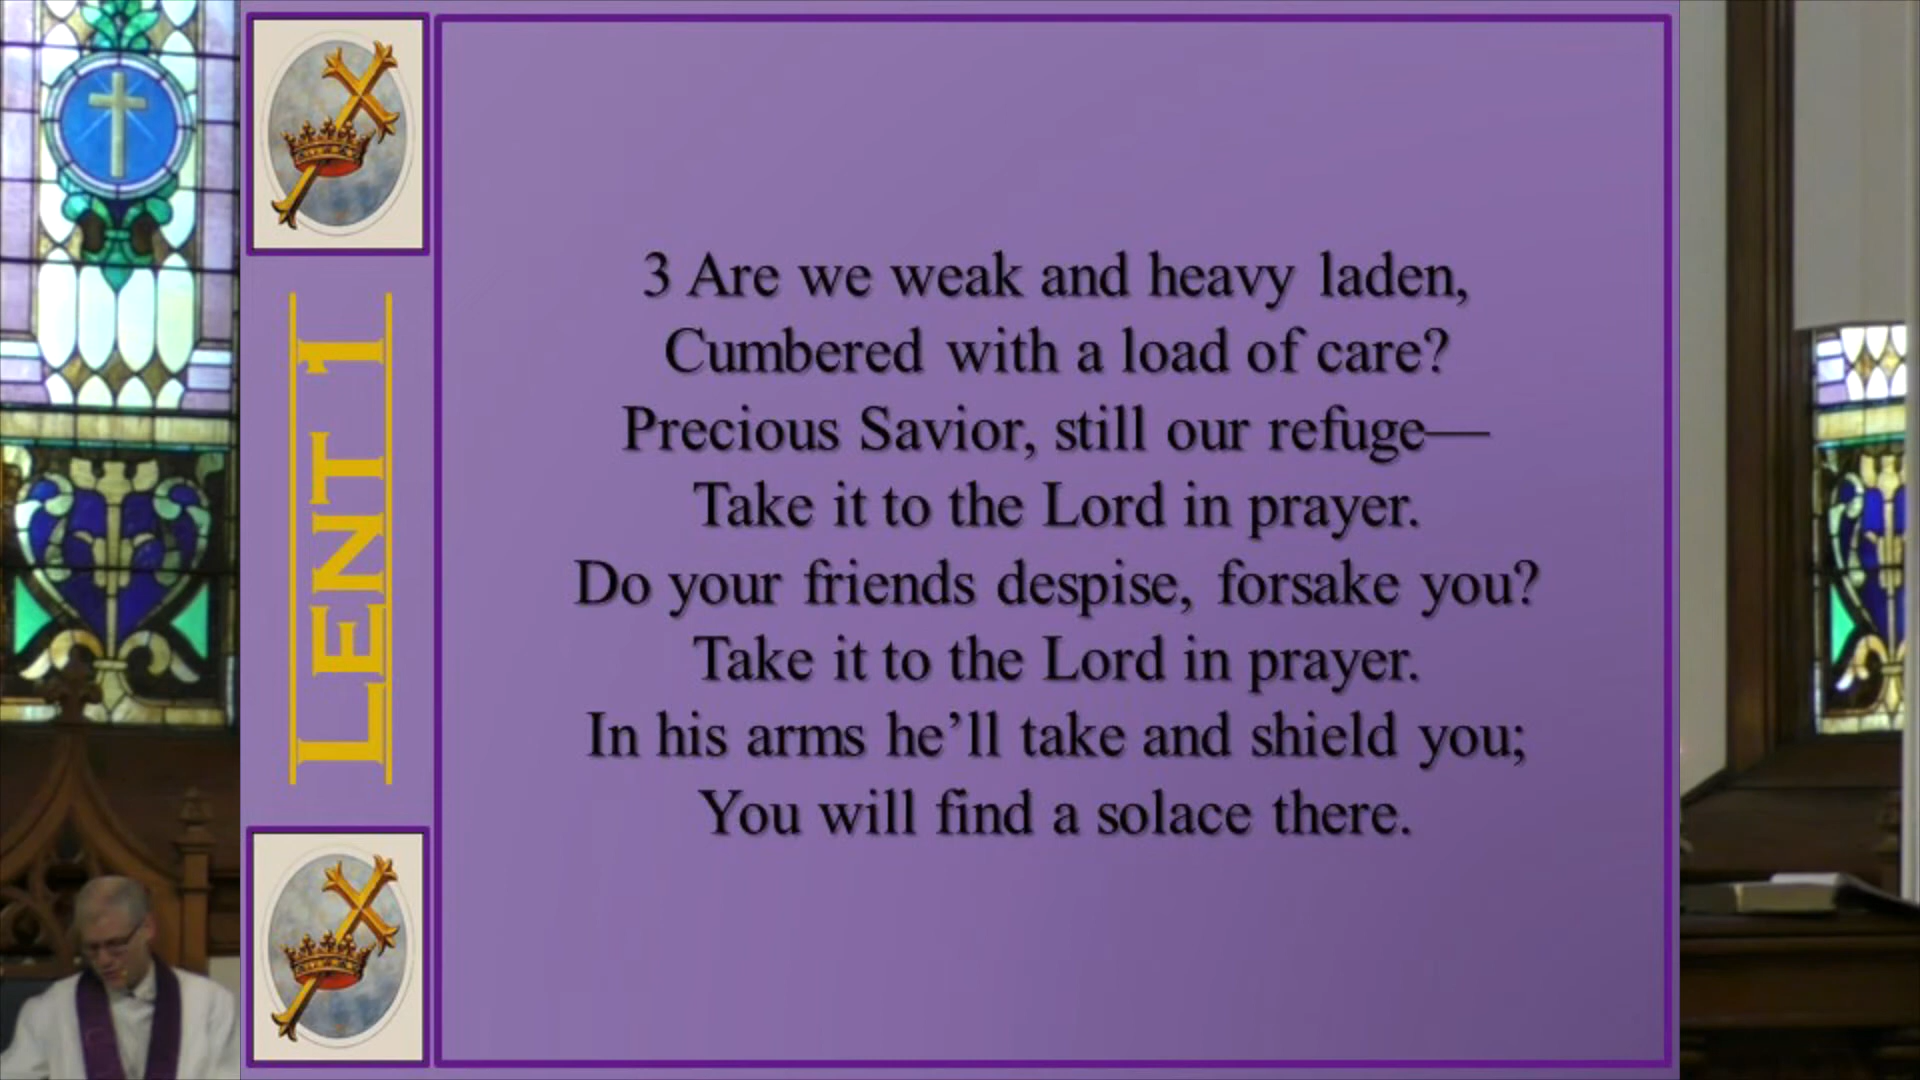 LENT 1
3 Are we weak and heavy laden,
Cumbered with a load of care?
Precious Savior, still our refuge—
Take it to the Lord in prayer.
Do your friends despise, forsake you?
Take it to the Lord in prayer.
In his arms he’ll take and shield you;
You will find a solace there.